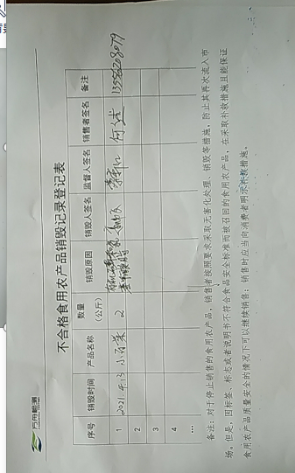 方圆检测
不合格食用农产品销毁记录登记表
序号 销毁时间 产品名称 数量(公斤) 销毁原因 销毁人签名 监督人签名 销售者签名 备注
1 2021.4.13 小白菜 2
2
3
4
...
备注:对于停止销售的食用农产品,销售者按照要求采取无害化处理、销毁等措施,防止其再次流入市
场。但是,因标签、标志或者说明书不符合食品安全标准而被召回的食用农产品,在采取补救措施且能保证
食用农产品质量安全的情况下可以继续销售;销售时应当向消费者明示补救措施。